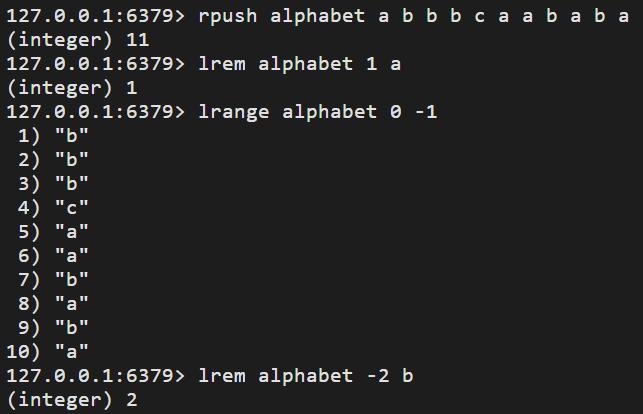 127.0.0.1:6379> rpush alphabet a b b b c a a b a b a
(integer) 11
127.0.0.1:6379> lrem alphabet 1 a
(integer) 1
127.0.0.1:6379> lrange alphabet 0 -1
 1) "b"
 2) "b"
 3) "b"
 4) "c"
 5) "a"
 6) "a"
 7) "b"
 8) "a"
 9) "b"
10) "a"
127.0.0.1:6379> lrem alphabet -2 b
(integer) 2